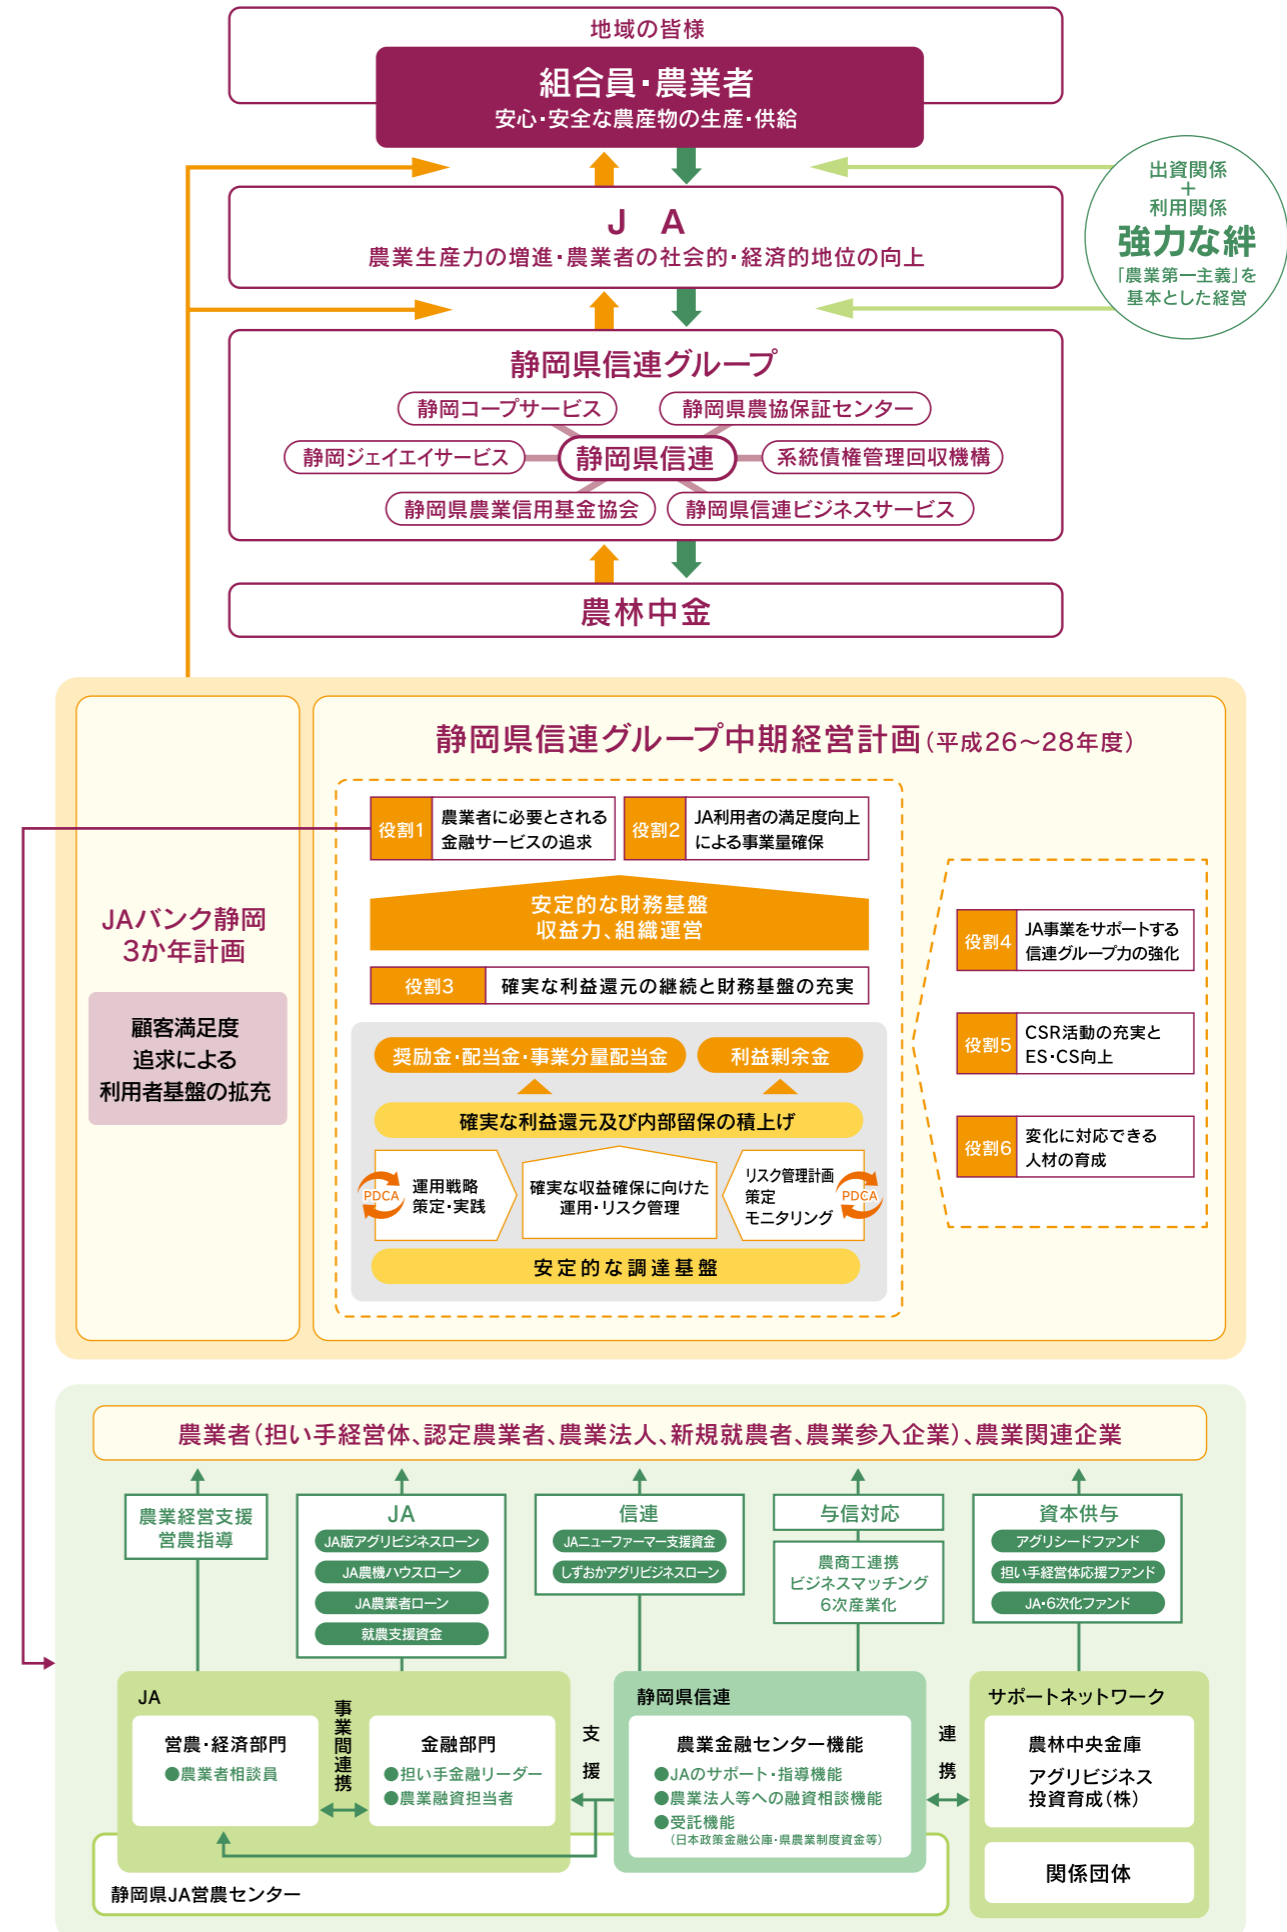 地域の皆様
組合員・農業者
安心・安全な農産物の生産・供給
出資関係
+
利用関係
強力な絆
「農業第一主義」を
基本とした経営
J A
農業生産力の増進・農業者の社会的・経済的地位の向上
静岡県信連グループ
静岡コープサービス
静岡県農協保証センター
静岡ジェイエイサービス
静岡県信連
系統債権管理回収機構
静岡県農業信用基金協会
静岡県信連ビジネスサービス
農林中金
JAバンク静岡
3か年計画
顧客満足度
追求による
利用者基盤の拡充
静岡県信連グループ中期経営計画(平成26〜28年度)
役割1
農業者に必要とされる
金融サービスの追求
役割2
JA利用者の満足度向上
による事業量確保
安定的な財務基盤
収益力、組織運営
役割3
確実な利益還元の継続と財務基盤の充実
奨励金・配当金・事業分量配当金
利益剰余金
確実な利益還元及び内部留保の積上げ
PDCA
運用戦略
策定・実践
確実な収益確保に向けた
運用・リスク管理
リスク管理計画
策定
モニタリング
PDCA
安定的な調達基盤
役割4
JA事業をサポートする
信連グループ力の強化
役割5
CSR活動の充実と
ES・CS向上
役割6
変化に対応できる
人材の育成
農業者(担い手経営体、認定農業者、農業法人、新規就農者、農業参入企業)、農業関連企業
農業経営支援
営農指導
JA
JA版アグリビジネスローン
JA農機ハウスローン
JA農業者ローン
就農支援資金
信連
JAニューファーマー支援資金
しずおかアグリビジネスローン
与信対応
農商工連携
ビジネスマッチング
6次産業化
資本供与
アグリシードファンド
担い手経営体応援ファンド
JA・6次化ファンド
JA
営農・経済部門
●農業者相談員
事業間連携
金融部門
●担い手金融リーダー
●農業融資担当者
支援
静岡県信連
農業金融センター機能
●JAのサポート・指導機能
●農業法人等への融資相談機能
●受託機能
(日本政策金融公庫・県農業制度資金等)
連携
サポートネットワーク
農林中央金庫
アグリビジネス
投資育成(株)
関係団体
静岡県JA営農センター